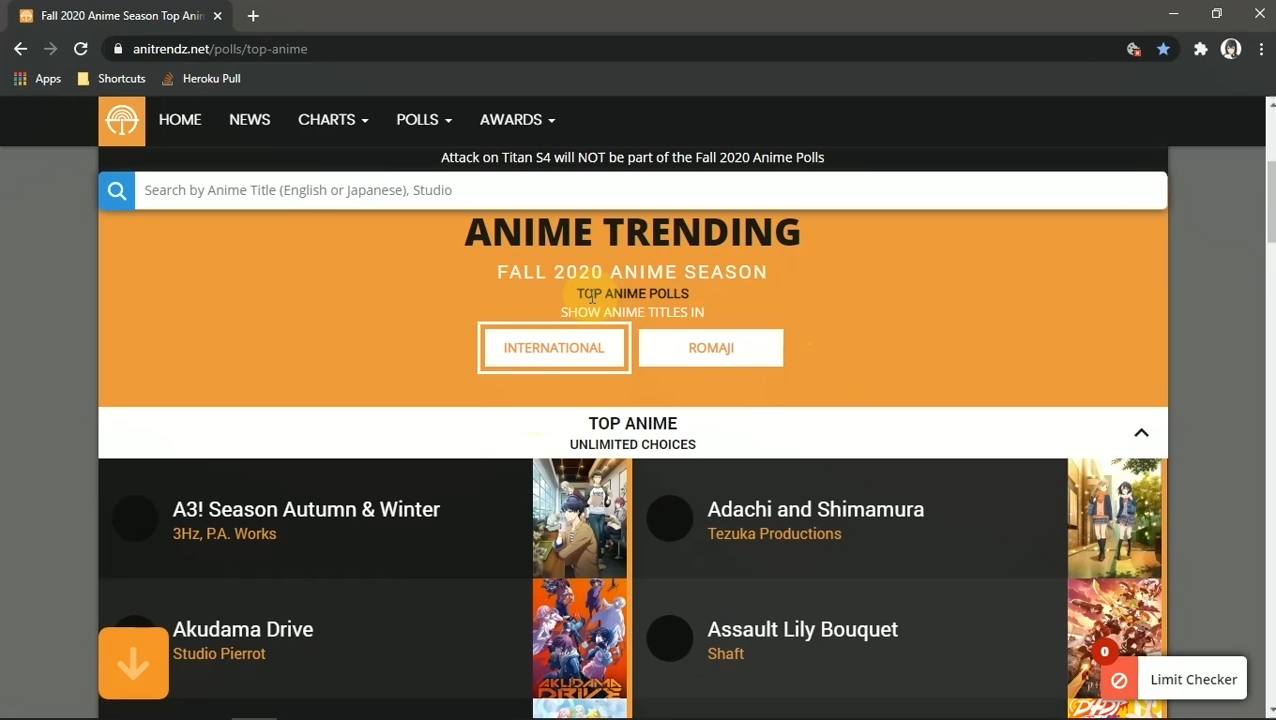 Fall 2020 Anime Season Top Anin
anitrendz.net/polls/top-anime
Apps
Shortcuts
Heroku Pull
HOME
NEWS
CHARTS
POLLS
AWARDS
Attack on Titan S4 will NOT be part of the Fall 2020 Anime Polls
Search by Anime Title (English or Japanese), Studio
ANIME TRENDING
FALL 2020 ANIME SEASON
TOP ANIME POLLS
SHOW ANIME TITLES IN
INTERNATIONAL
ROMAJI
TOP ANIME
UNLIMITED CHOICES
A3! Season Autumn & Winter
3Hz, P.A. Works
Adachi and Shimamura
Tezuka Productions
Akudama Drive
Studio Pierrot
AKUDAMA
DRIVE
Assault Lily Bouquet
Shaft
0
Limit Checker